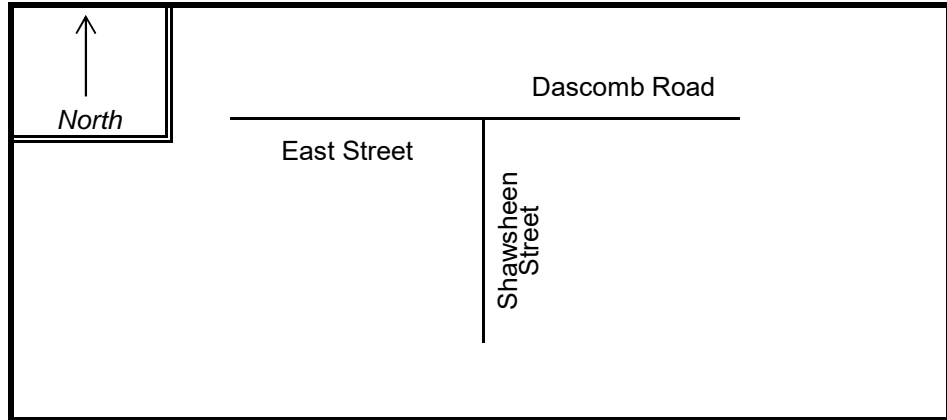 North
Dascomb Road
East Street
Shawsheen
Street